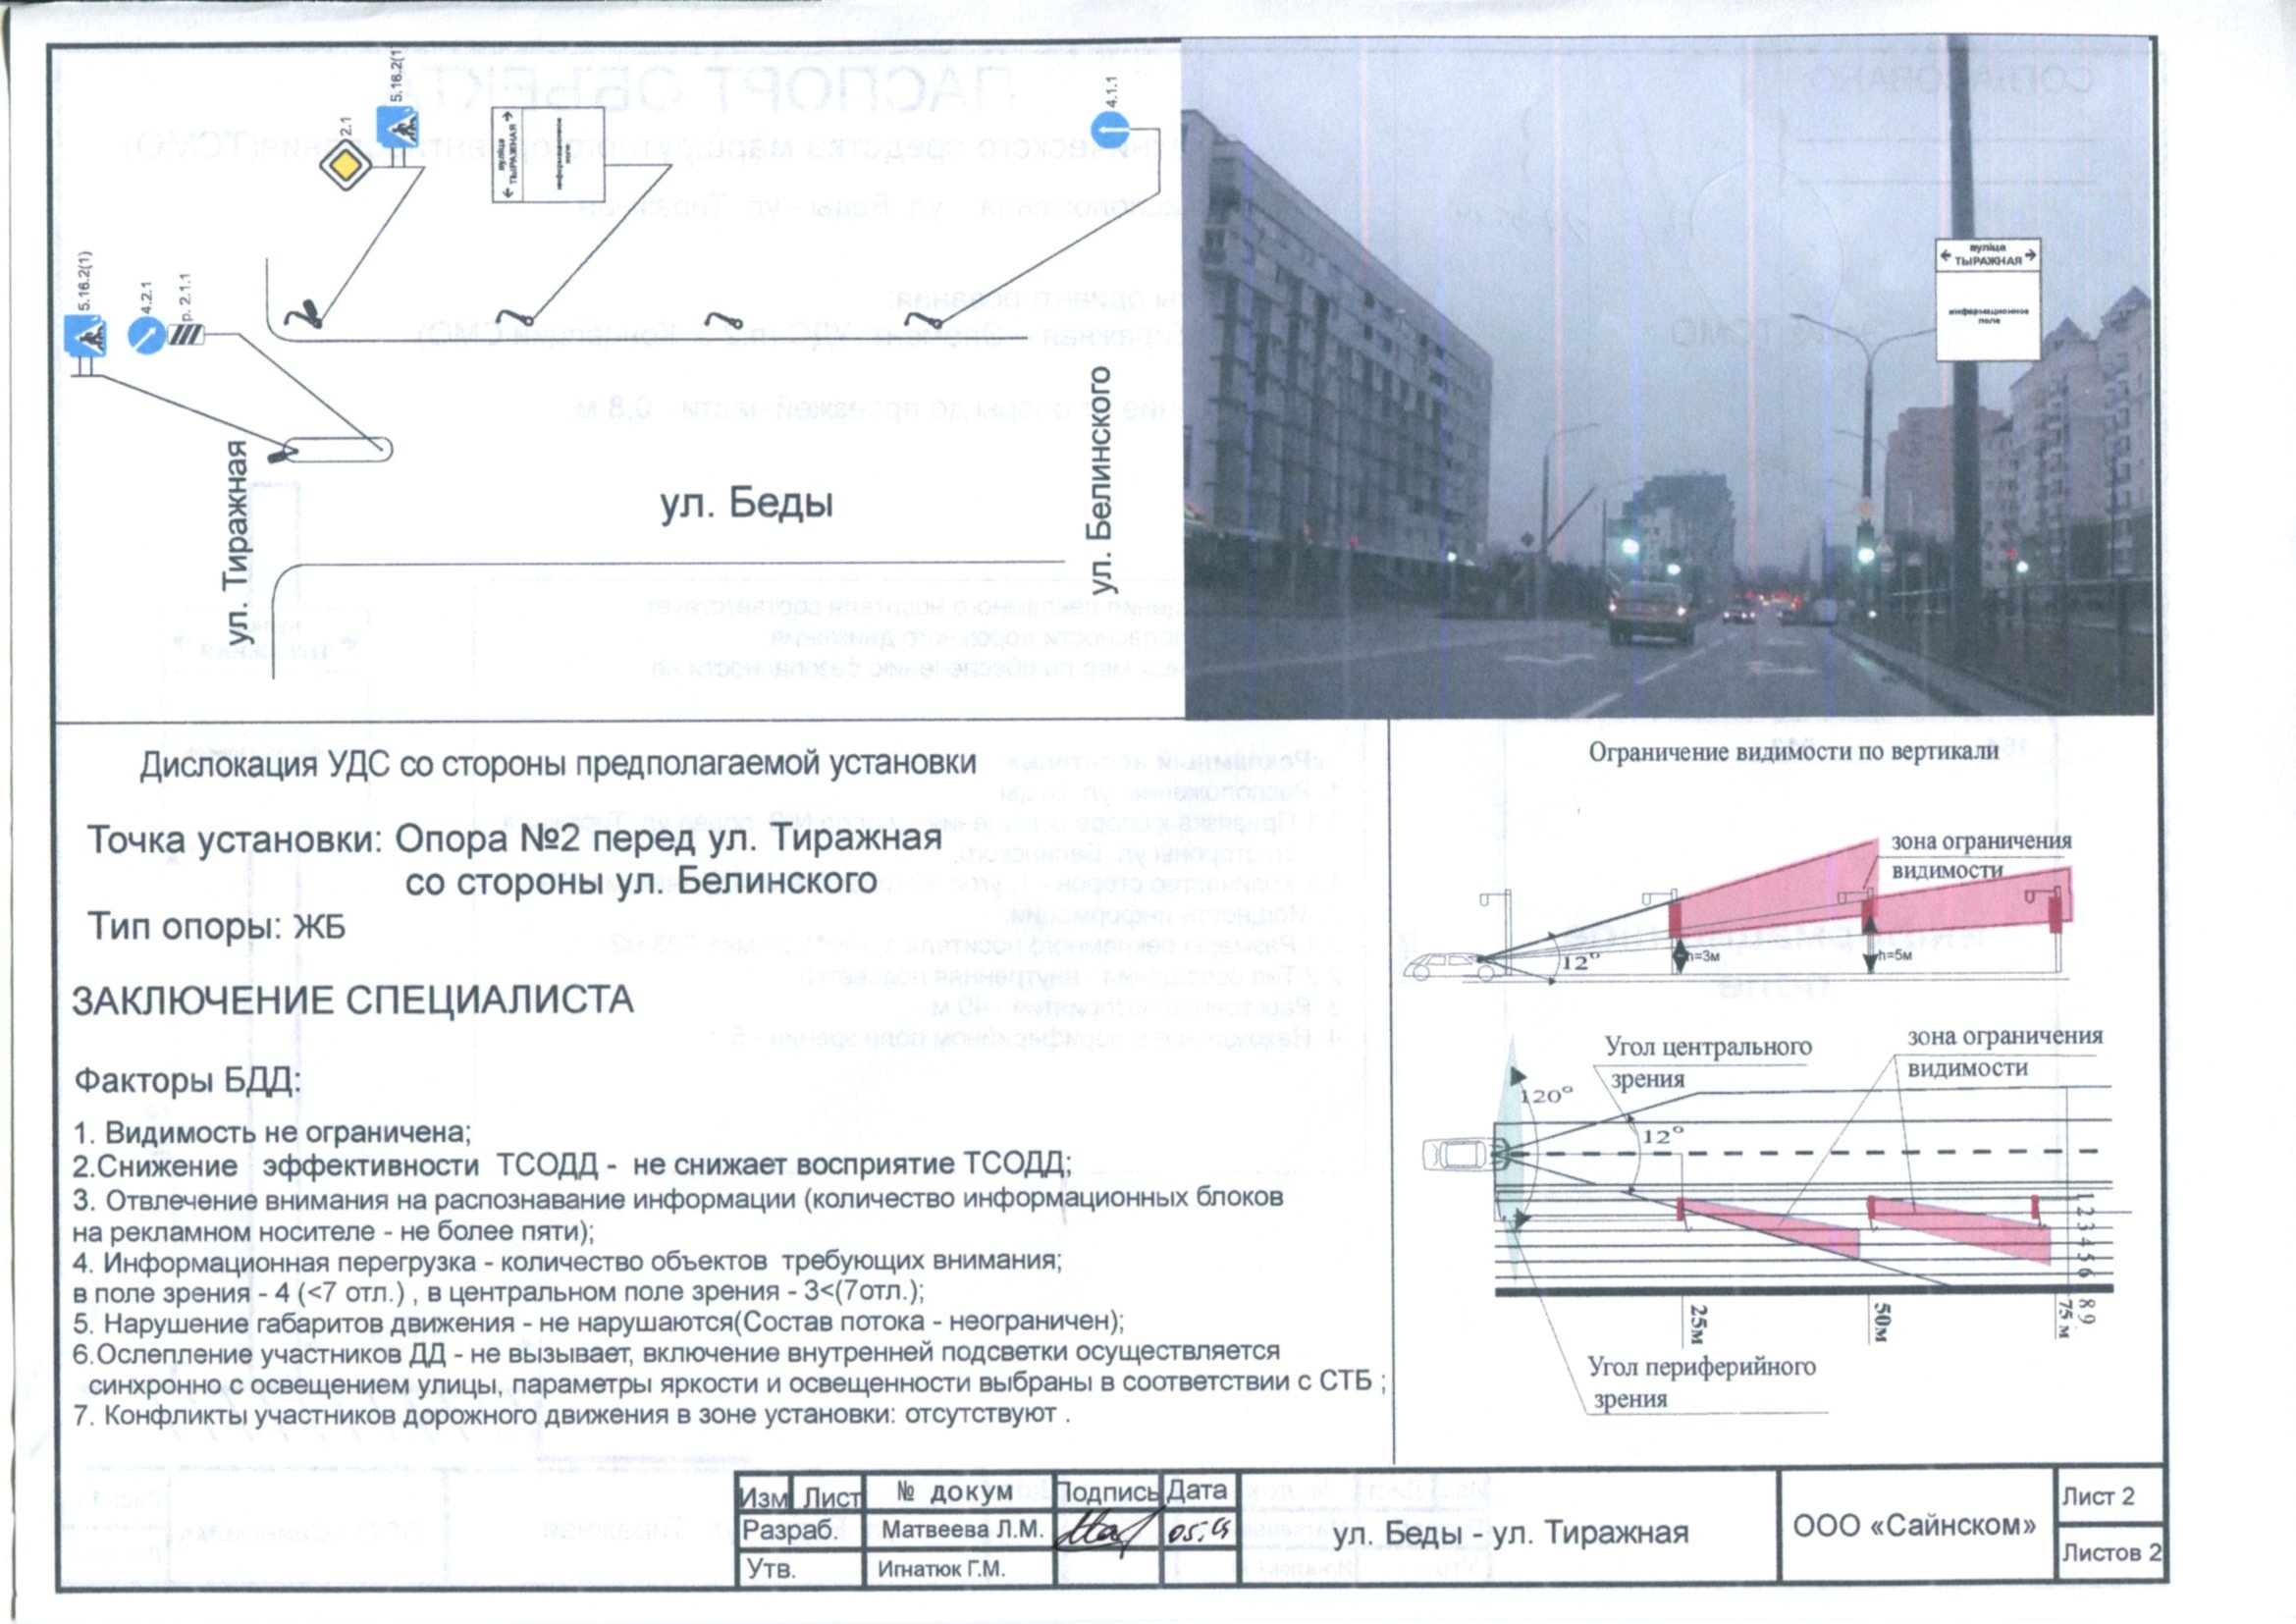 5.16.2(1)
2.1
вуліца
ТЫРАЖНАЯ
информационное
поле
4.1.1
5.16.2(1)
4.2.1
р. 2.1.1
ул. Тиражная
ул. Беды
ул. Белинского
вуліца
ТЫРАЖНАЯ
информационное
поле
Дислокация УДС со стороны предполагаемой установки
Точка установки: Опора №2 перед ул. Тиражная
со стороны ул. Белинского
Тип опоры: ЖБ
ЗАКЛЮЧЕНИЕ СПЕЦИАЛИСТА
Факторы БДД:
1. Видимость не ограничена;
2.Снижение эффективности ТСОДД - не снижает восприятие ТСОДД;
3. Отвлечение внимания на распознавание информации (количество информационных блоков
на рекламном носителе - не более пяти);
4. Информационная перегрузка - количество объектов требующих внимания;
в поле зрения - 4 (<7 отл.) , в центральном поле зрения - 3<(7отл.);
5. Нарушение габаритов движения - не нарушаются(Состав потока - неограничен);
6.Ослепление участников ДД - не вызывает, включение внутренней подсветки осуществляется
синхронно с освещением улицы, параметры яркости и освещенности выбраны в соответствии с СТБ ;
7. Конфликты участников дорожного движения в зоне установки: отсутствуют .
Ограничение видимости по вертикали
зона ограничения
видимости
12°
h=3м
h=5м
Угол центрального
зрения
зона ограничения
видимости
120°
12°
1 2 3 4 5 6 8 9
25м
50м
75 м
Угол периферийного
зрения
Изм Лист № докум Подпись Дата
Разраб. Матвеева Л.М.
Утв. Игнатюк Г.М.
ул. Беды - ул. Тиражная
ООО «Сайнском»
Лист 2
Листов 2